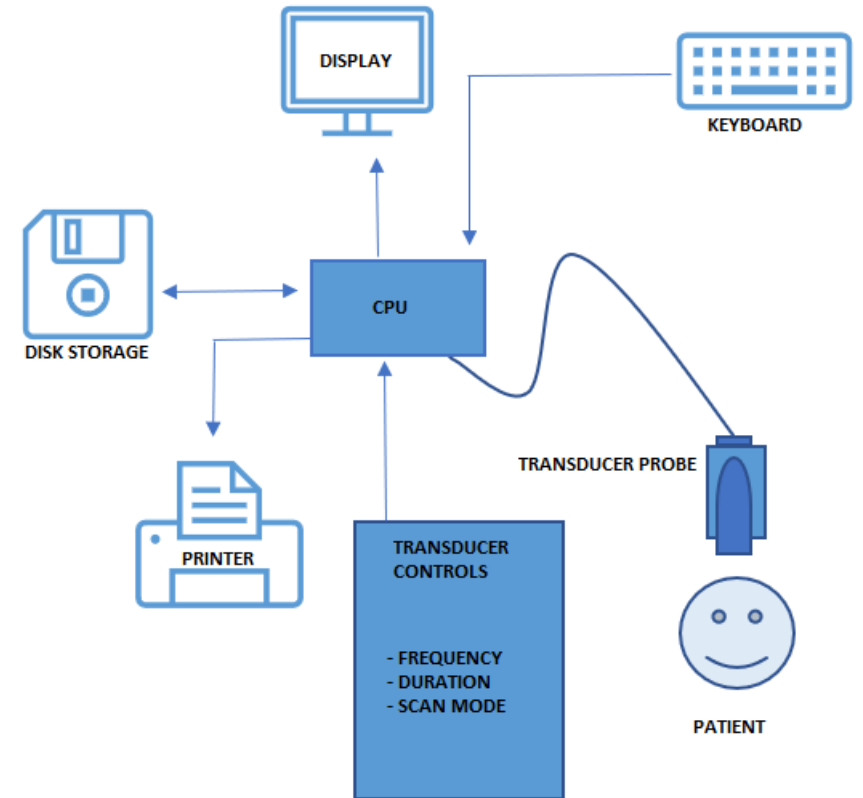 DISPLAY
KEYBOARD
CPU
DISK STORAGE
TRANSDUCER PROBE
PRINTER
TRANSDUCER
CONTROLS
- FREQUENCY
- DURATION
- SCAN MODE
PATIENT